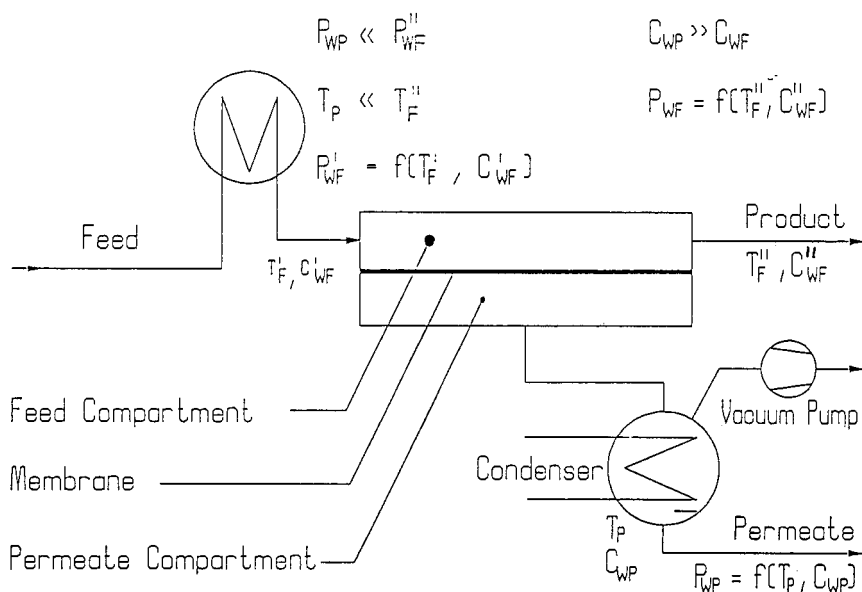 P_WP << P''_WF
C_WP >> C_WF
T_P << T''_F
P_WF = f(T''_F, C''_WF)
P'_WF = f(T'_F , C'_WF)
Feed
Product
T'_F, C'_WF
T''_F, C''_WF
Feed Compartment
Vacuum Pump
Membrane
Condenser
Permeate Compartment
T_P
C_WP
Permeate
P_WP = f(T_P, C_WP)